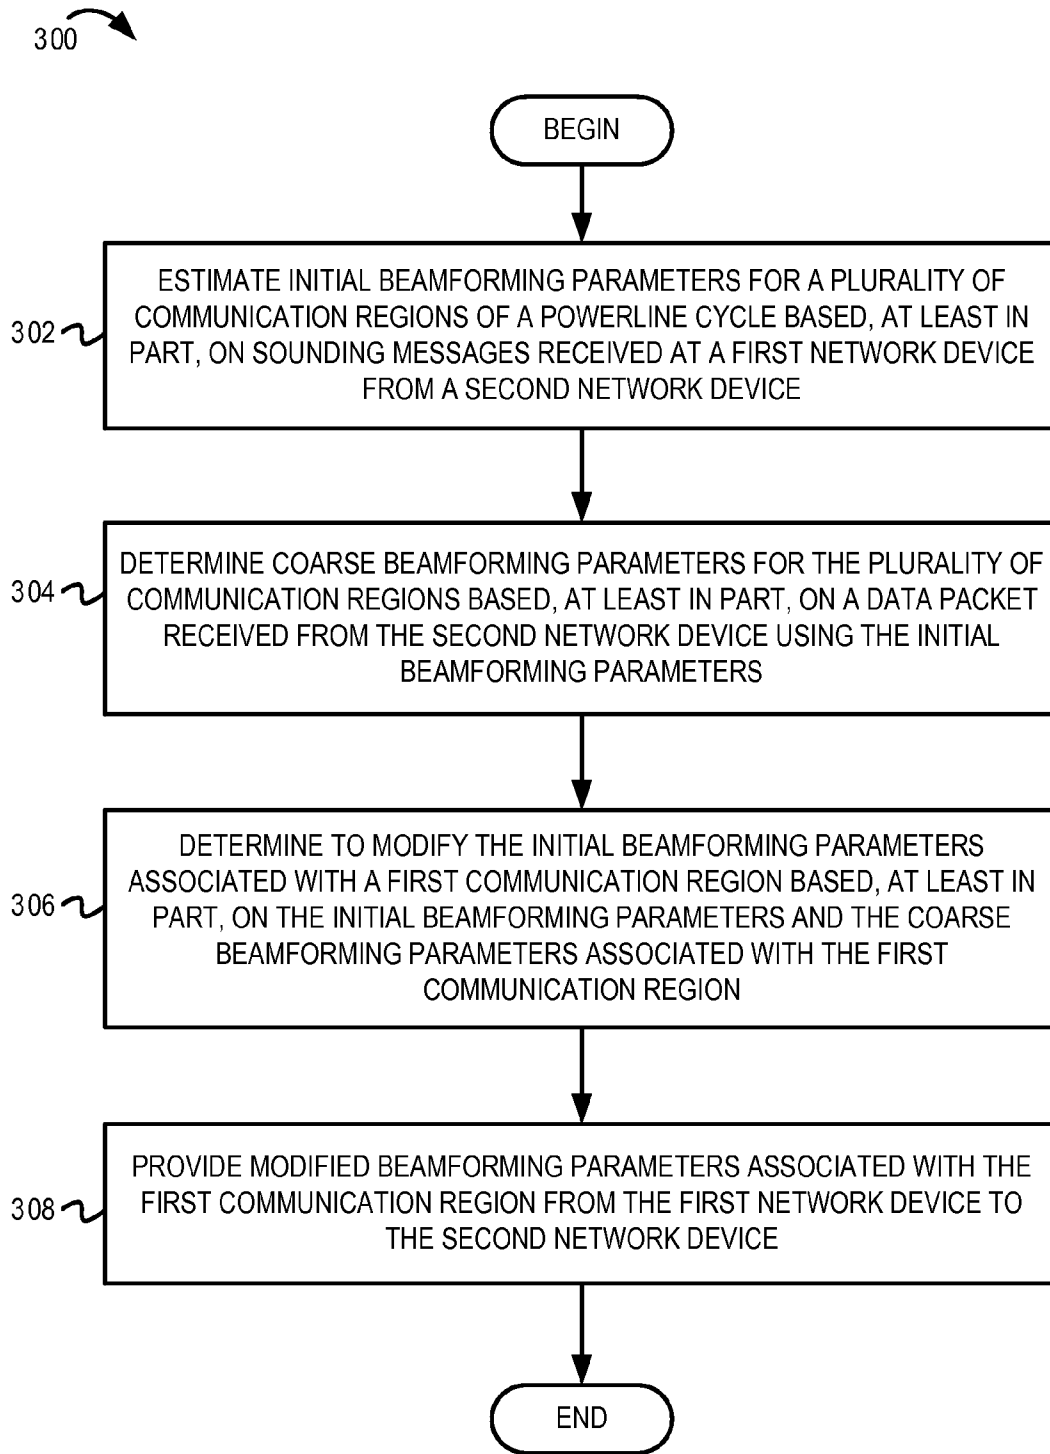 300
BEGIN
302
ESTIMATE INITIAL BEAMFORMING PARAMETERS FOR A PLURALITY OF
COMMUNICATION REGIONS OF A POWERLINE CYCLE BASED, AT LEAST IN
PART, ON SOUNDING MESSAGES RECEIVED AT A FIRST NETWORK DEVICE
FROM A SECOND NETWORK DEVICE
304
DETERMINE COARSE BEAMFORMING PARAMETERS FOR THE PLURALITY OF
COMMUNICATION REGIONS BASED, AT LEAST IN PART, ON A DATA PACKET
RECEIVED FROM THE SECOND NETWORK DEVICE USING THE INITIAL
BEAMFORMING PARAMETERS
306
DETERMINE TO MODIFY THE INITIAL BEAMFORMING PARAMETERS
ASSOCIATED WITH A FIRST COMMUNICATION REGION BASED, AT LEAST IN
PART, ON THE INITIAL BEAMFORMING PARAMETERS AND THE COARSE
BEAMFORMING PARAMETERS ASSOCIATED WITH THE FIRST
COMMUNICATION REGION
308
PROVIDE MODIFIED BEAMFORMING PARAMETERS ASSOCIATED WITH THE
FIRST COMMUNICATION REGION FROM THE FIRST NETWORK DEVICE TO
THE SECOND NETWORK DEVICE
END